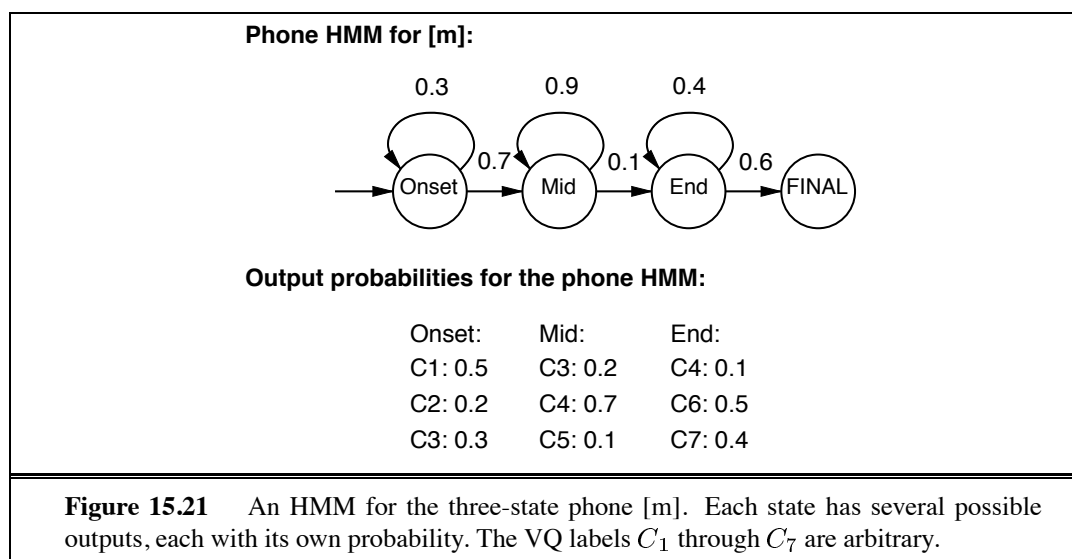 Phone HMM for [m]:
0.3 0.9 0.4
0.7 0.1 0.6
Onset Mid End FINAL
Output probabilities for the phone HMM:
Onset: Mid: End:
C1: 0.5 C3: 0.2 C4: 0.1
C2: 0.2 C4: 0.7 C6: 0.5
C3: 0.3 C5: 0.1 C7: 0.4
Figure 15.21 An HMM for the three-state phone [m]. Each state has several possible
outputs, each with its own probability. The VQ labels C₁ through C₇ are arbitrary.